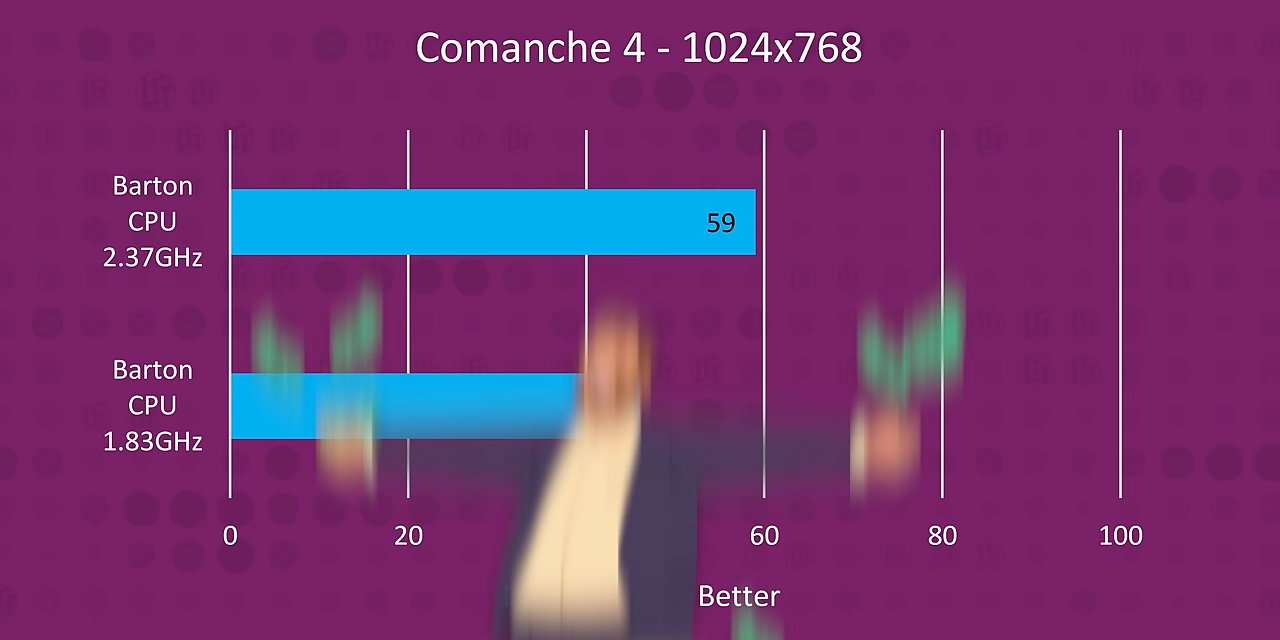 Comanche 4 - 1024x768
Barton
CPU
2.37GHz
59
Barton
CPU
1.83GHz
0 20 60 80 100
Better